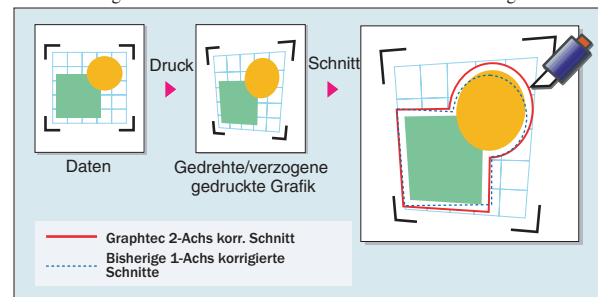 Druck
Schnitt
Daten
Gedrehte/verzogene
gedruckte Grafik
Graphtec 2-Achs korr. Schnitt
Bisherige 1-Achs korrigierte
Schnitte